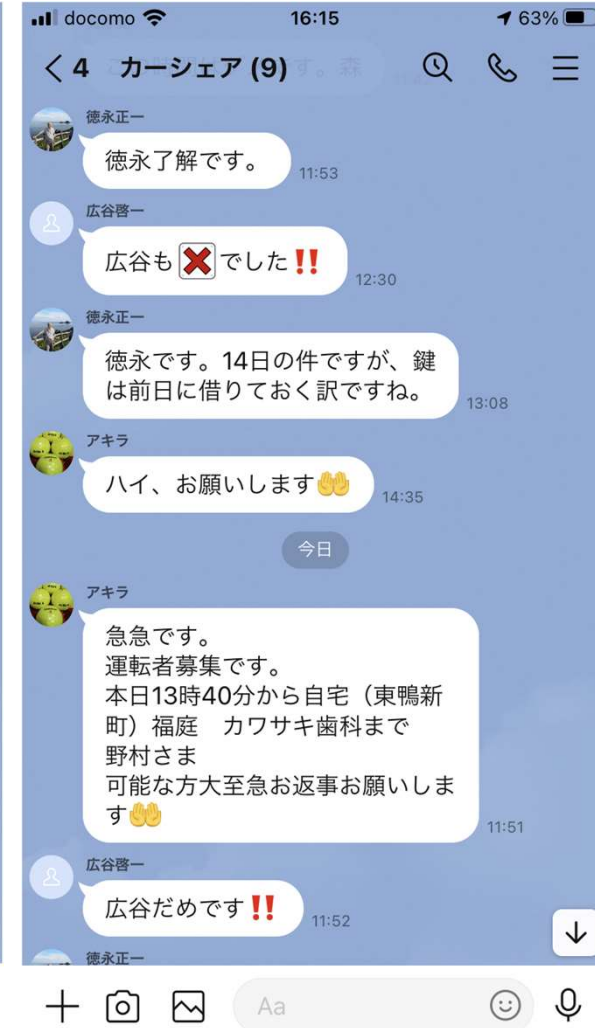 docomo 16:15 63%
4 カーシェア (9)
徳永正一
徳永了解です。
11:53
広谷啓一
広谷も❌でした‼️
12:30
徳永正一
徳永です。14日の件ですが、鍵
は前日に借りておく訳ですね。
13:08
アキラ
ハイ、お願いします🤲
14:35
今日
アキラ
急急です。
運転者募集です。
本日13時40分から自宅（東鴨新
町）福庭　カワサキ歯科まで
野村さま
可能な方大至急お返事お願いしま
す🤲
11:51
広谷啓一
広谷だめです‼️
11:52
徳永正一
Aa